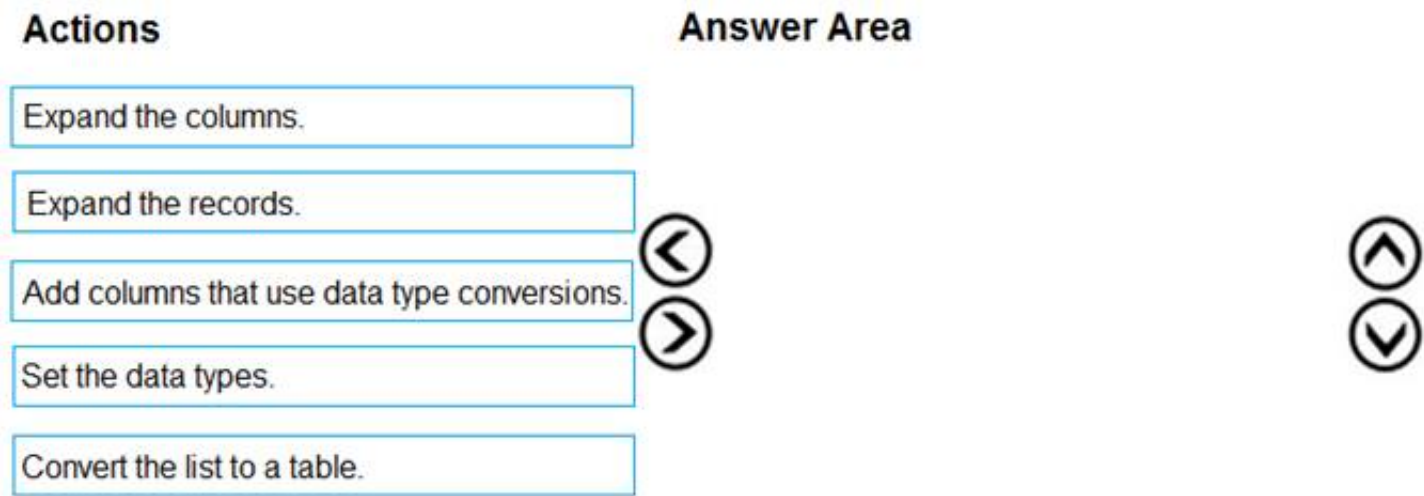 Actions
Answer Area
Expand the columns.
Expand the records.
Add columns that use data type conversions.
Set the data types.
Convert the list to a table.